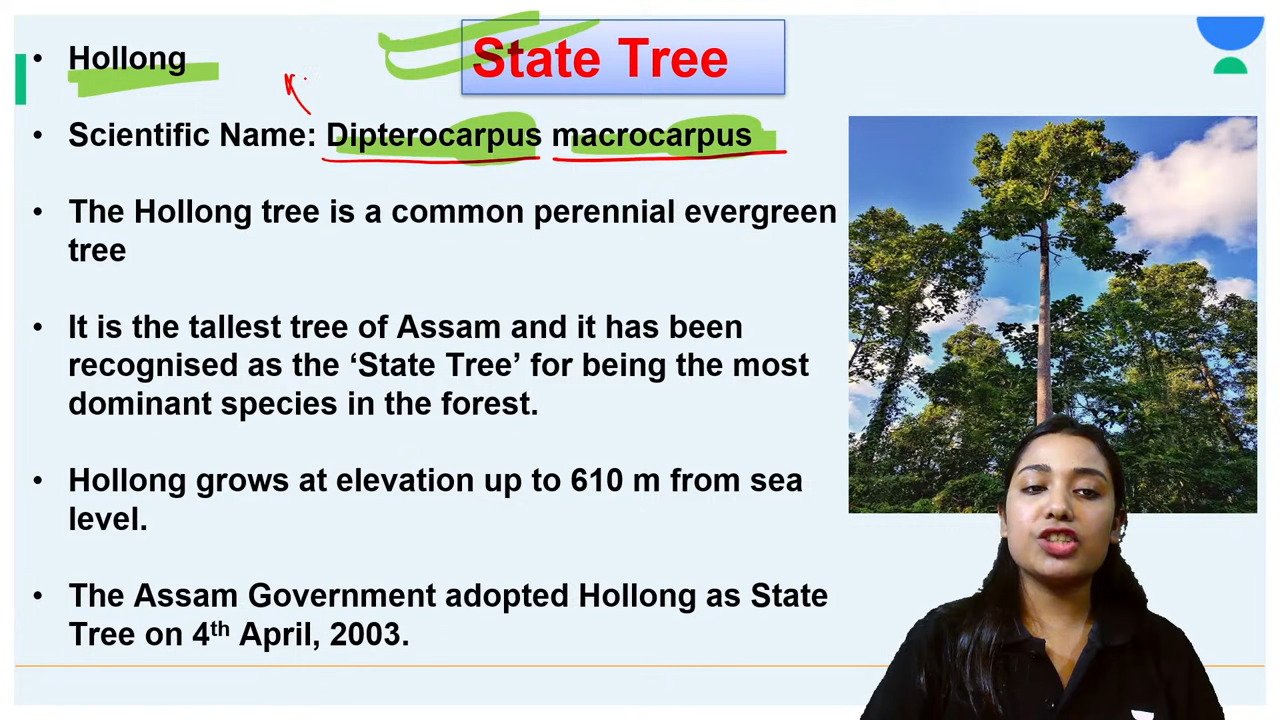 State Tree
• Hollong
• Scientific Name: Dipterocarpus macrocarpus
• The Hollong tree is a common perennial evergreen
tree
• It is the tallest tree of Assam and it has been
recognised as the ‘State Tree’ for being the most
dominant species in the forest.
• Hollong grows at elevation up to 610 m from sea
level.
• The Assam Government adopted Hollong as State
Tree on 4th April, 2003.